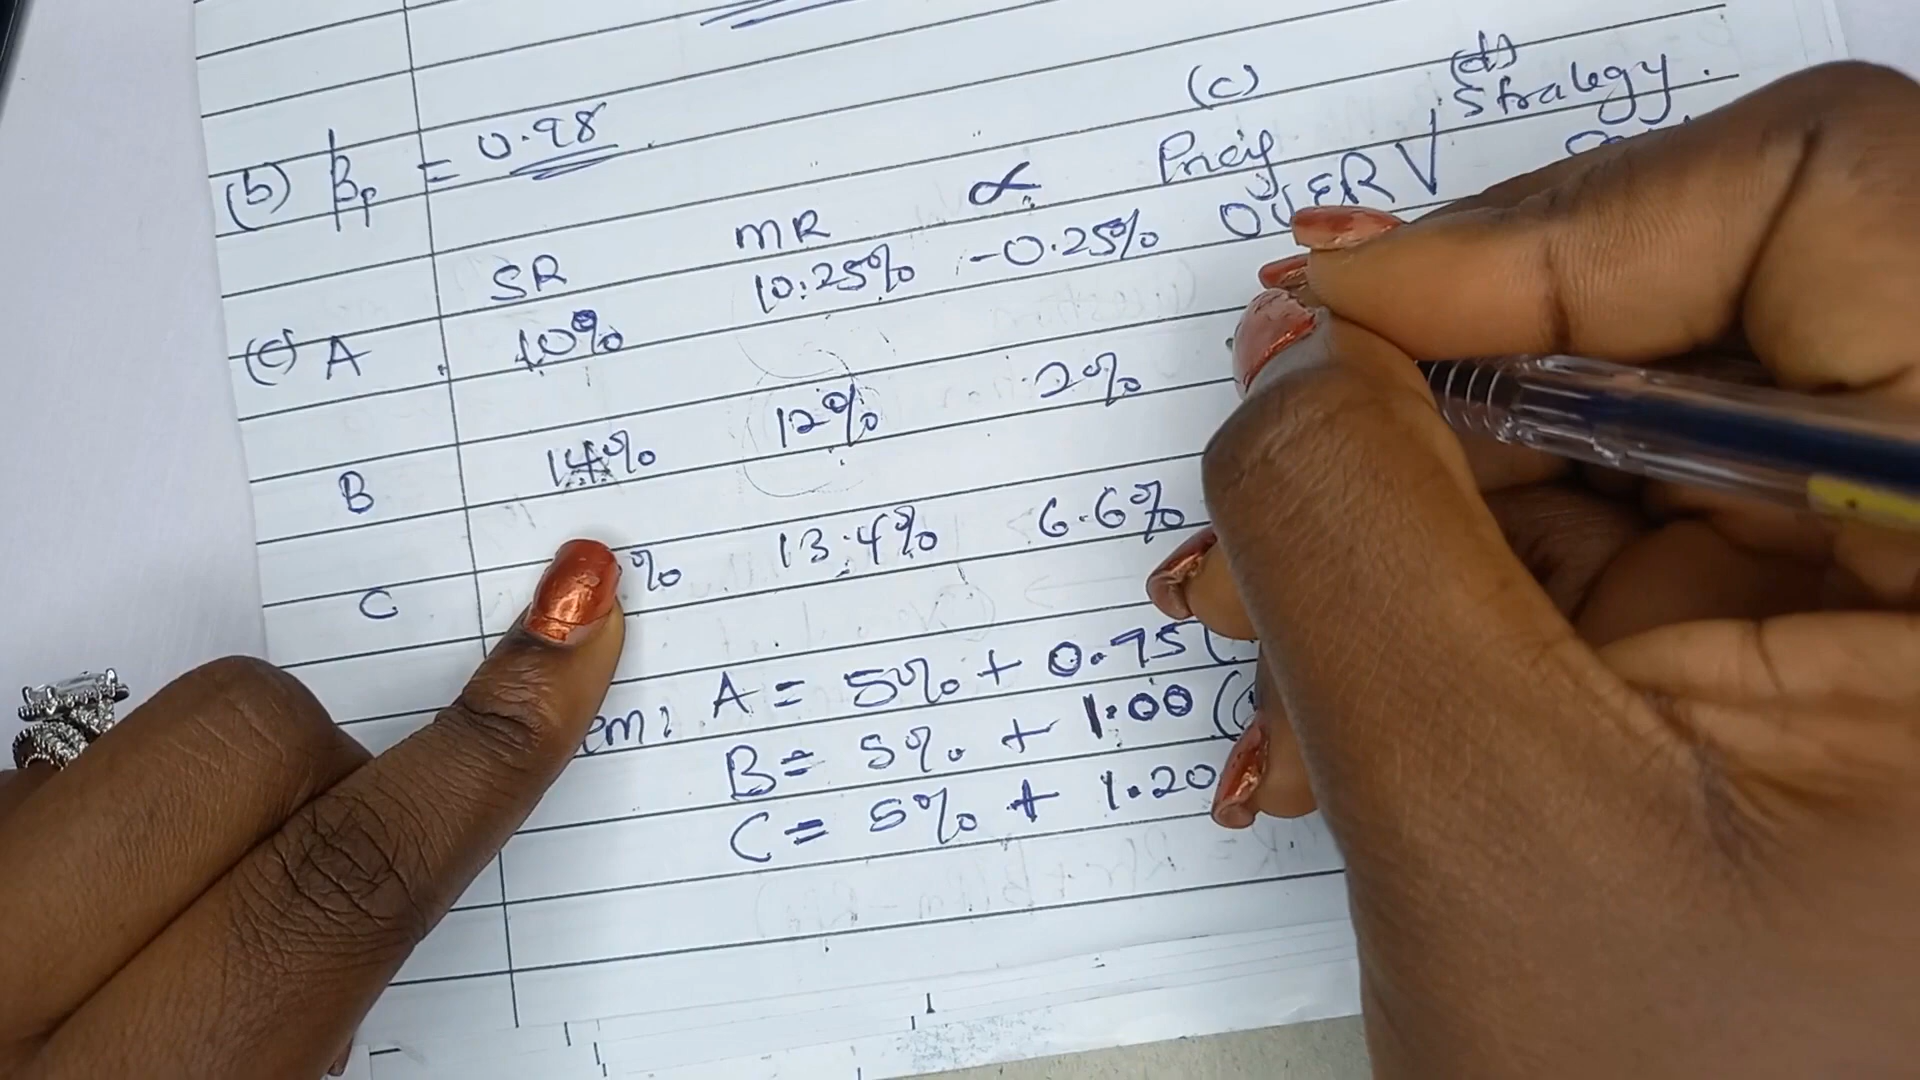 (d)
(c) Strategy.
(b) βp = 0.98
SR MR α Pricing
(c) A 10% 10.25% -0.25% OVER
B 14% 12% 2%
C % 13.4% 6.6%
em: A = 5% + 0.75(
B = 5% + 1.00 (
C = 5% + 1.20